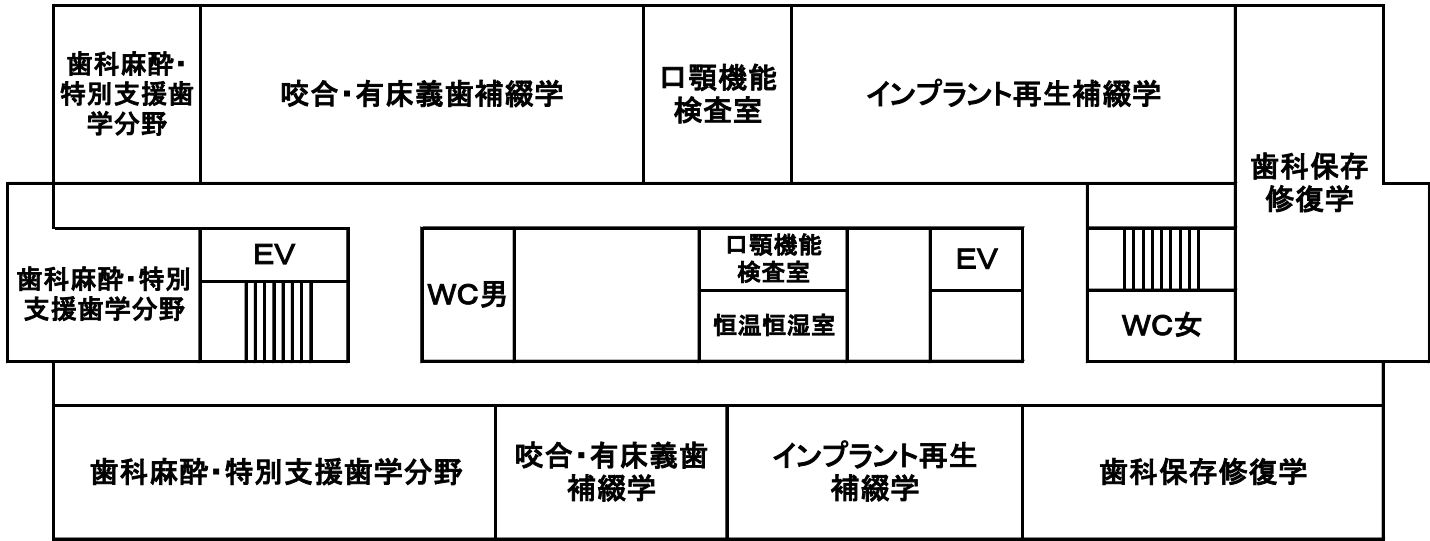 歯科麻酔・
特別支援歯
学分野
咬合・有床義歯補綴学
口顎機能
検査室
インプラント再生補綴学
歯科保存
修復学
歯科麻酔・特別
支援歯学分野
EV
WC男
口顎機能
検査室
恒温恒湿室
EV
WC女
歯科麻酔・特別支援歯学分野
咬合・有床義歯
補綴学
インプラント再生
補綴学
歯科保存修復学